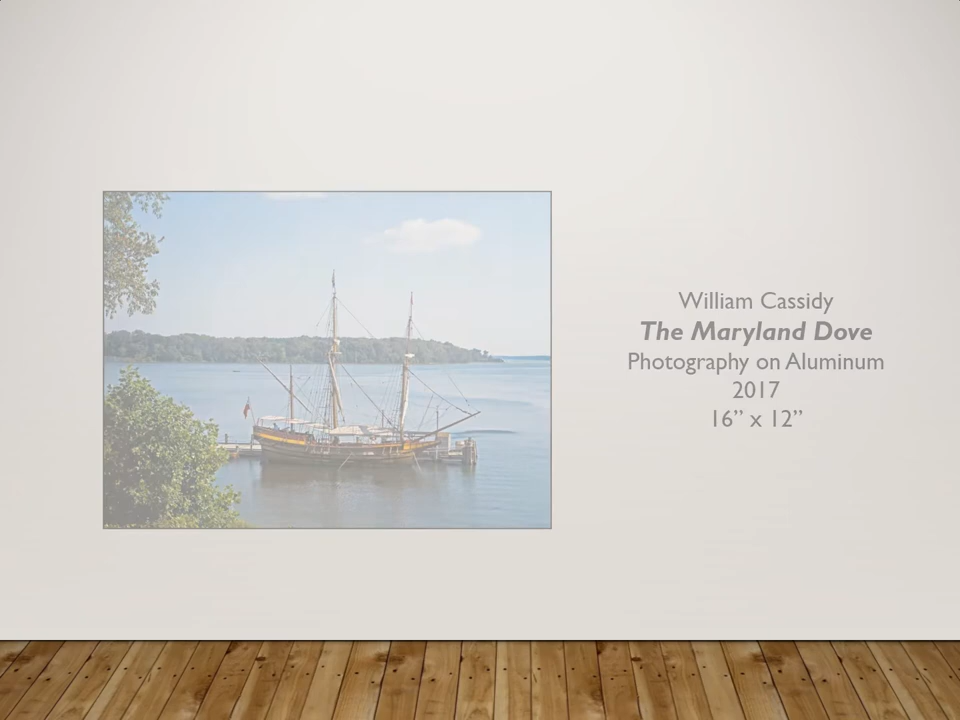 William Cassidy
The Maryland Dove
Photography on Aluminum
2017
16” x 12”